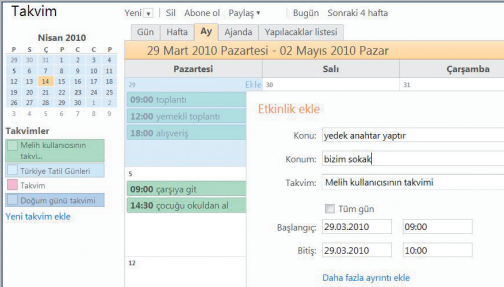 Takvim
Yeni Sil Abone ol Paylaş Bugün Sonraki 4 hafta
Gün Hafta Ay Ajanda Yapılacaklar listesi
29 Mart 2010 Pazartesi - 02 Mayıs 2010 Pazar
Nisan 2010
P S Ç P C C P
29 30 31 1 2 3 4
5 6 7 8 9 10 11
12 13 14 15 16 17 18
19 20 21 22 23 24 25
26 27 28 29 30 1 2
3 4 5 6 7 8 9
Takvimler
Melih kullanıcısının takvi...
Türkiye Tatil Günleri
Takvim
Doğum günü takvimi
Yeni takvim ekle
Pazartesi Salı Çarşamba
29 Ekle 30 31
09:00 toplantı
12:00 yemekli toplantı
18:00 alışveriş
5
09:00 çarşıya git
14:30 çocuğu okuldan al
12
Etkinlik ekle
Konu: yedek anahtar yaptır
Konum: bizim sokak
Takvim: Melih kullanıcısının takvimi
Tüm gün
Başlangıç: 29.03.2010 09:00
Bitiş: 29.03.2010 10:00
Daha fazla ayrıntı ekle